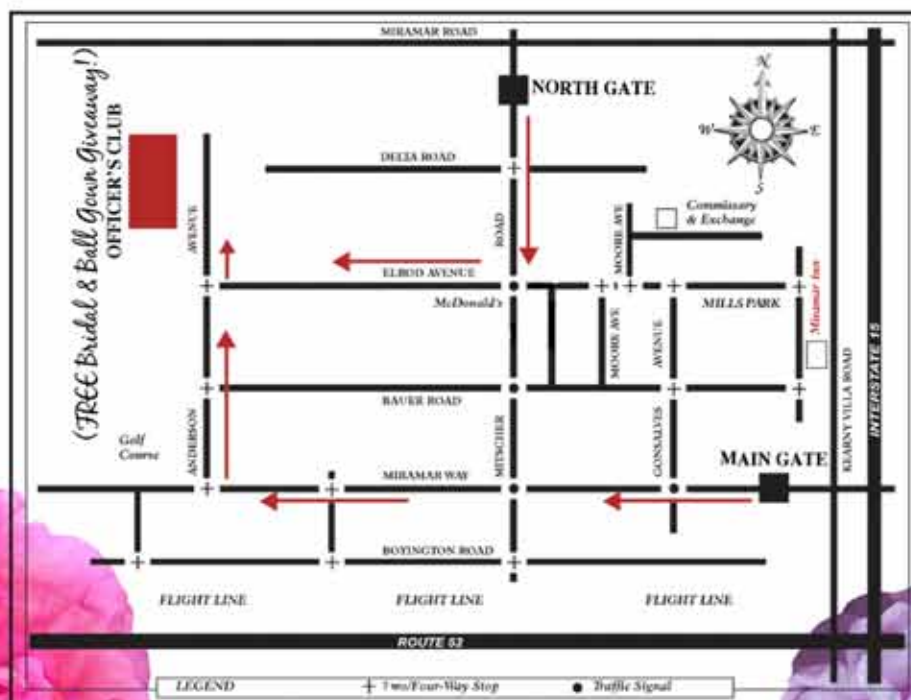 MIRAMAR ROAD
(FREE Bridal & Ball Gown Giveaway!)
OFFICER'S CLUB
NORTH GATE
N
W E
S
DELTA ROAD
AVENUE
ROAD
MOORE AVE
Commissary
& Exchange
ELROD AVENUE
McDonald's
MILLS PARK
Miramar Inn
MOORE AVE
AVENUE
KEARNY VILLA ROAD
INTERSTATE 15
BAUER ROAD
Golf
Course
ANDERSON
MITSCHER
GONSALVES
MAIN GATE
MIRAMAR WAY
BOYINGTON ROAD
FLIGHT LINE FLIGHT LINE FLIGHT LINE
ROUTE 52
LEGEND Two/Four-Way Stop Traffic Signal